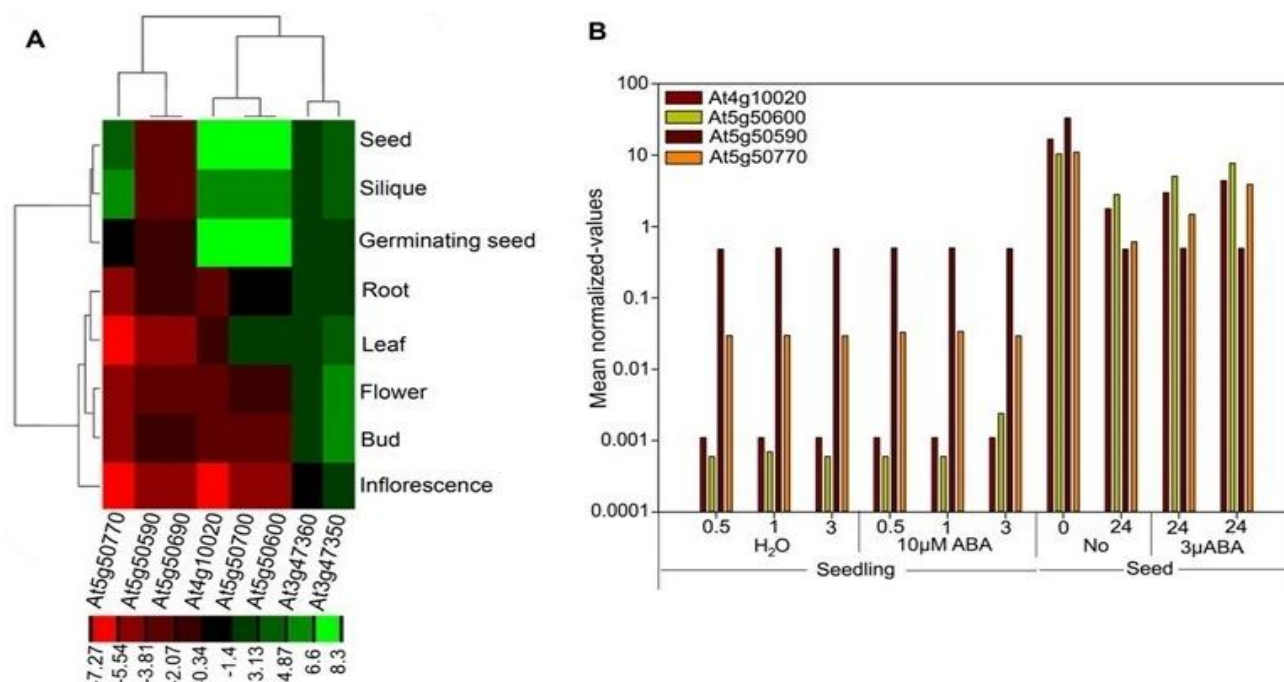 A
Seed
Silique
Germinating seed
Root
Leaf
Flower
Bud
Inflorescence
At5g50770
At5g50590
At5g50690
At4g10020
At5g50700
At5g50600
At3g47360
At3g47350
-7.27
-5.54
-3.81
-2.07
-0.34
-1.4
3.13
4.87
6.6
8.3
B
Mean normalized-values
100
10
1
0.1
0.01
0.001
0.0001
At4g10020
At5g50600
At5g50590
At5g50770
0.5 1 3 0.5 1 3 0 24 24 24
H₂O 10μM ABA No 3μABA
Seedling Seed